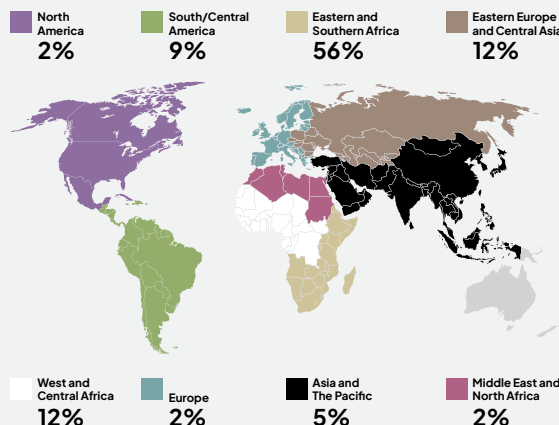 North
America
2%
South/Central
America
9%
Eastern and
Southern Africa
56%
Eastern Europe
and Central Asia
12%
West and
Central Africa
12%
Europe
2%
Asia and
The Pacific
5%
Middle East and
North Africa
2%